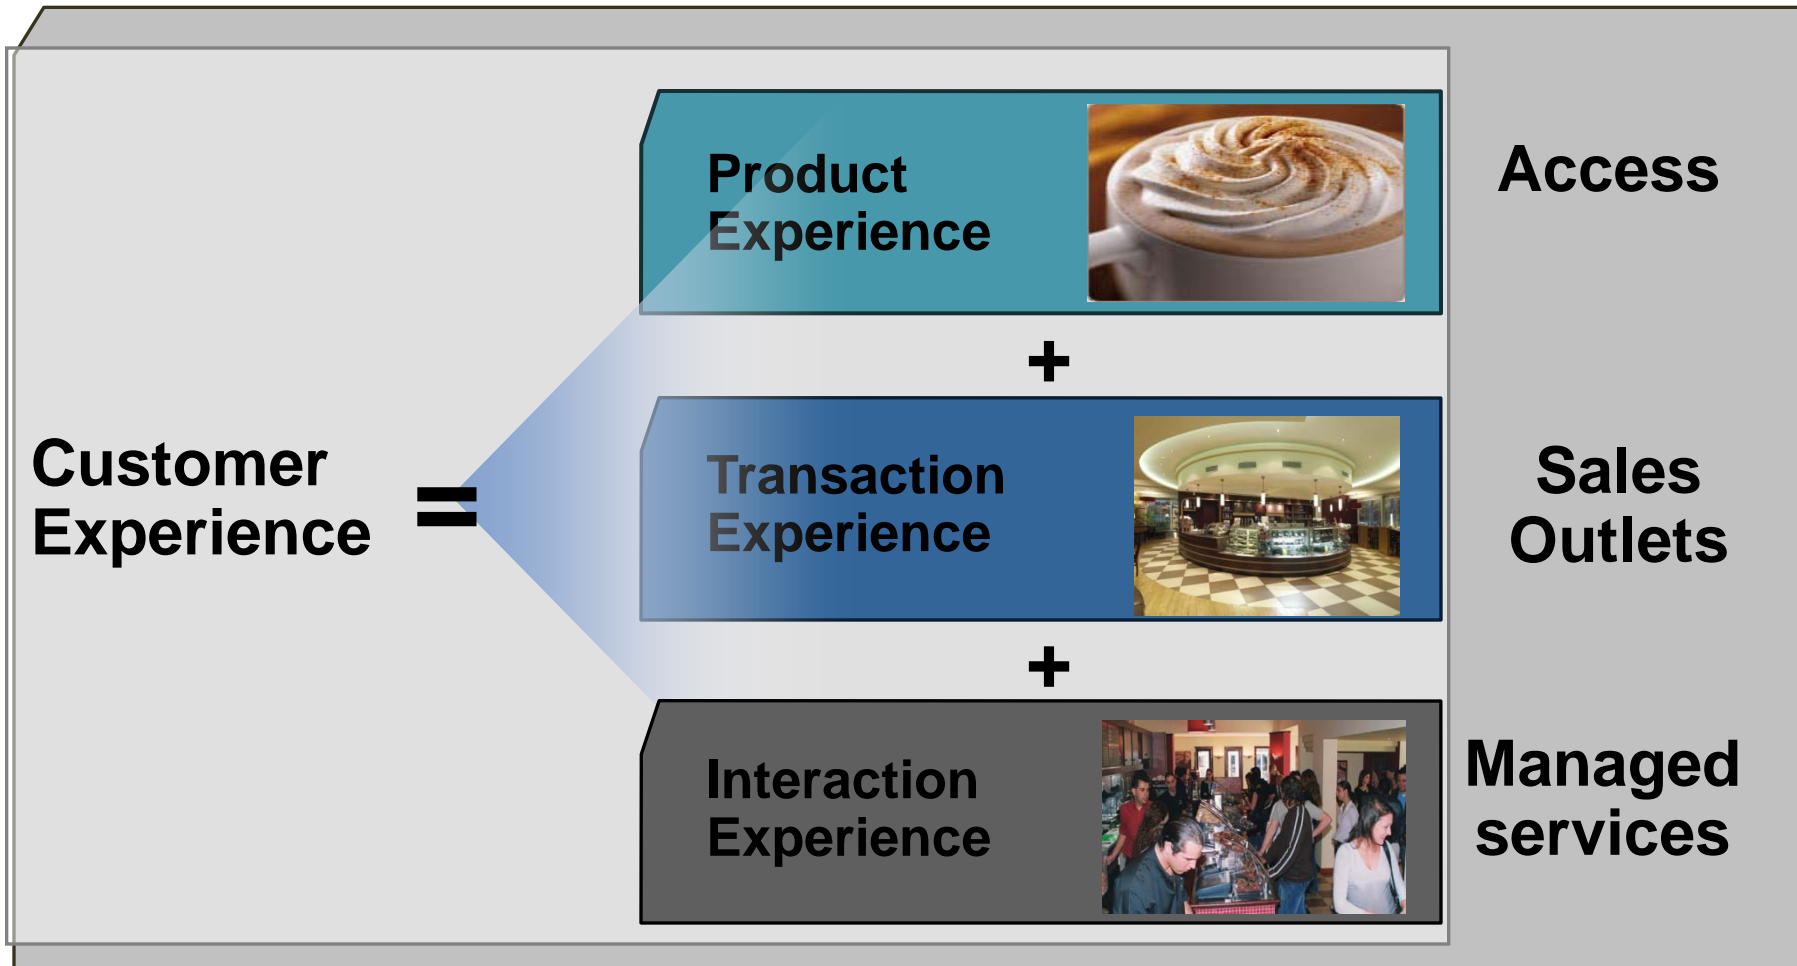 Product
Experience
Access
+
Customer
Experience
=
Transaction
Experience
Sales
Outlets
+
Interaction
Experience
Managed
services